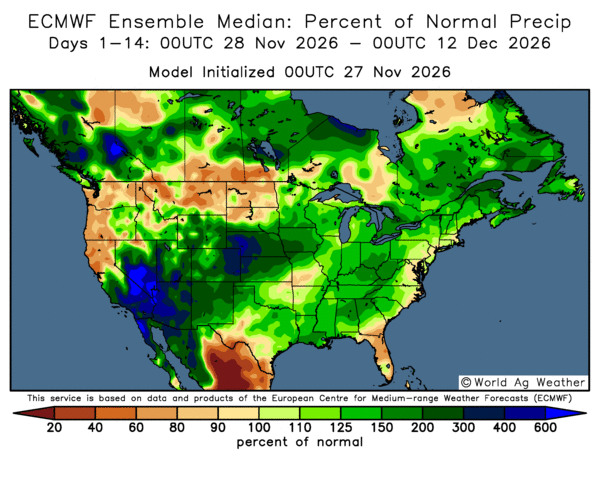 ECMWF Ensemble Median: Percent of Normal Precip
Days 1-14: 00UTC 28 Nov 2026 - 00UTC 12 Dec 2026
Model Initialized 00UTC 27 Nov 2026
©World Ag Weather
This service is based on data and products of the European Centre for Medium-range Weather Forecasts (ECMWF)
20 40 60 80 90 100 110 125 150 200 300 400 600
percent of normal